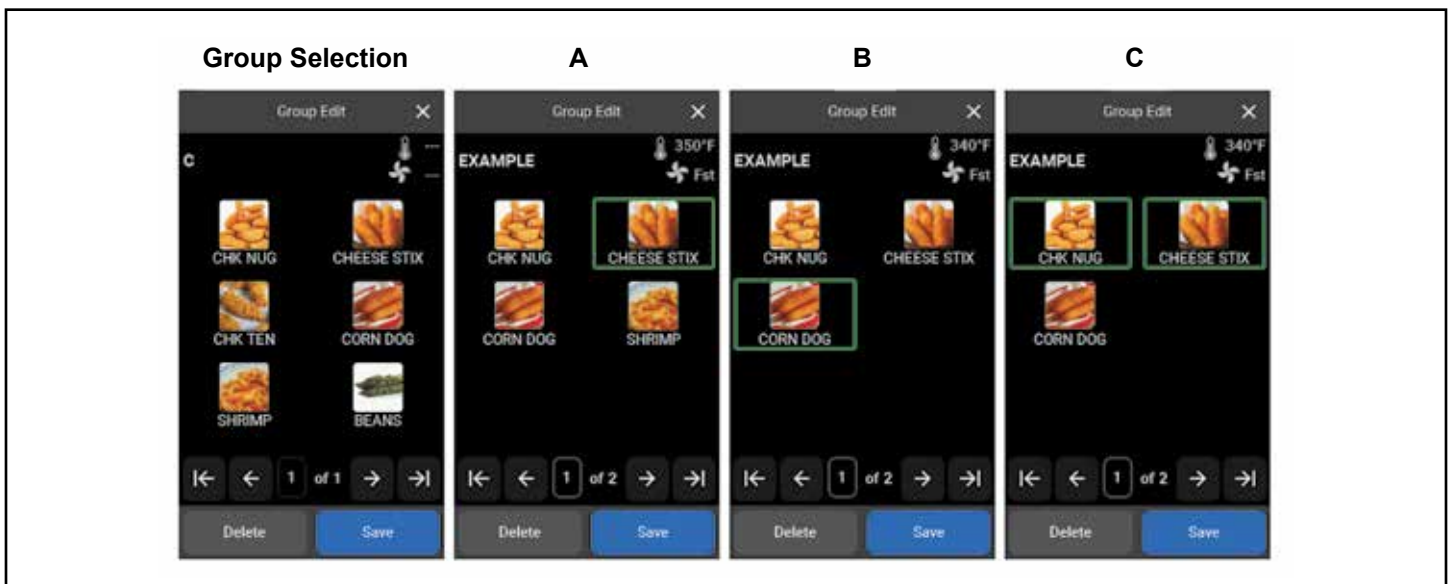 Group Selection
A
B
C
Group Edit
C
---
---
CHK NUG
CHEESE STIX
CHK TEN
CORN DOG
SHRIMP
BEANS
1 of 1
Delete
Save
Group Edit
EXAMPLE
350°F
Fst
CHK NUG
CHEESE STIX
CORN DOG
SHRIMP
1 of 2
Delete
Save
Group Edit
EXAMPLE
340°F
Fst
CHK NUG
CHEESE STIX
CORN DOG
1 of 2
Delete
Save
Group Edit
EXAMPLE
340°F
Fst
CHK NUG
CHEESE STIX
CORN DOG
1 of 2
Delete
Save